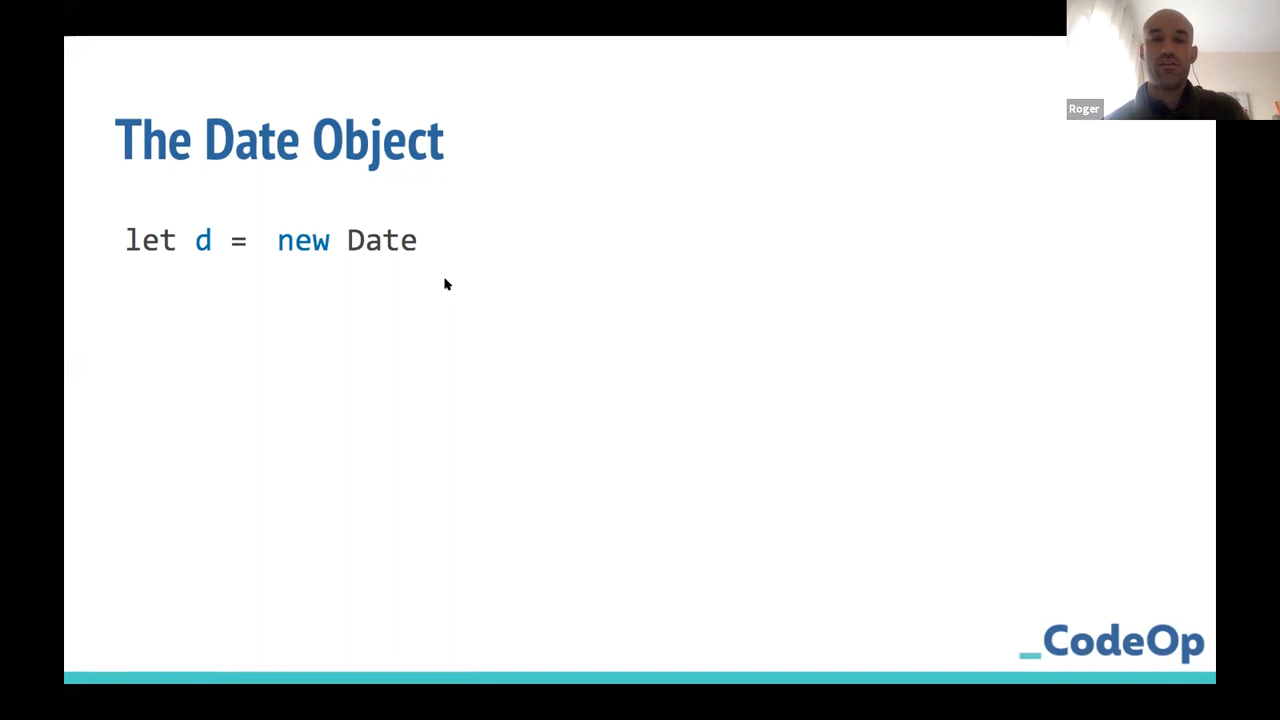 Roger
The Date Object
let d =  new Date
_CodeOp